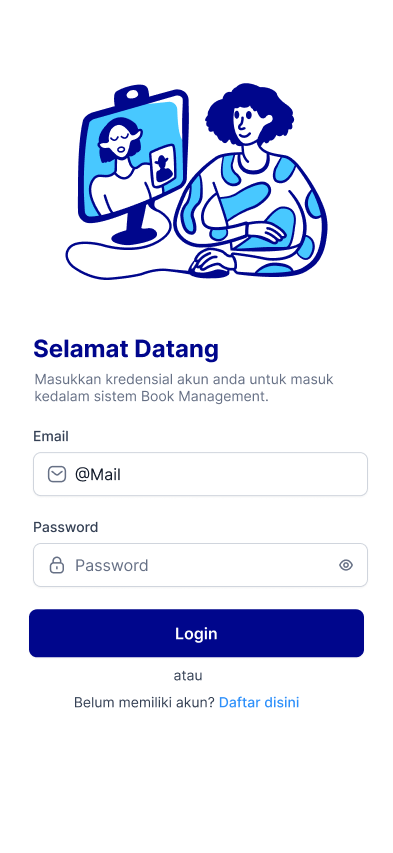 Selamat Datang
Masukkan kredensial akun anda untuk masuk
kedalam sistem Book Management.
Email
@Mail
Password
Password
Login
atau
Belum memiliki akun? Daftar disini